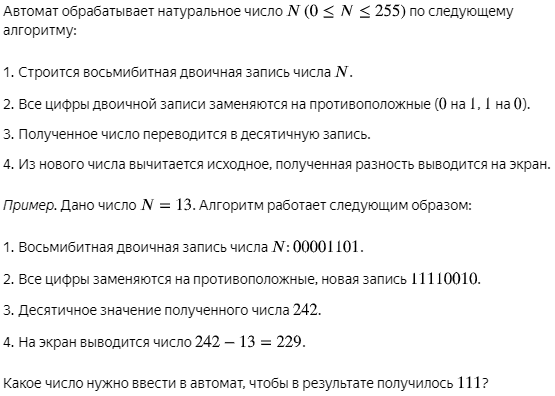 Автомат обрабатывает натуральное число N (0 ≤ N ≤ 255) по следующему
алгоритму:
1. Строится восьмибитная двоичная запись числа N.
2. Все цифры двоичной записи заменяются на противоположные (0 на 1, 1 на 0).
3. Полученное число переводится в десятичную запись.
4. Из нового числа вычитается исходное, полученная разность выводится на экран.
Пример. Дано число N = 13. Алгоритм работает следующим образом:
1. Восьмибитная двоичная запись числа N: 00001101.
2. Все цифры заменяются на противоположные, новая запись 11110010.
3. Десятичное значение полученного числа 242.
4. На экран выводится число 242 − 13 = 229.
Какое число нужно ввести в автомат, чтобы в результате получилось 111?